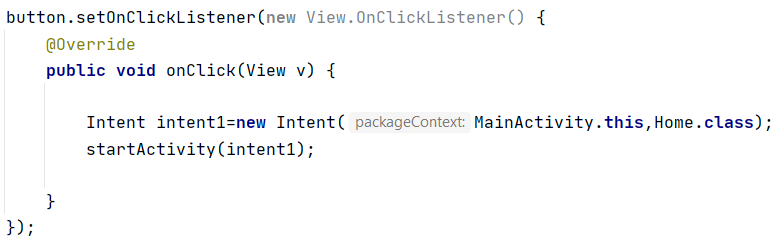 button.setOnClickListener(new View.OnClickListener() {
@Override
public void onClick(View v) {
Intent intent1=new Intent( packageContext: MainActivity.this,Home.class);
startActivity(intent1);
}
});